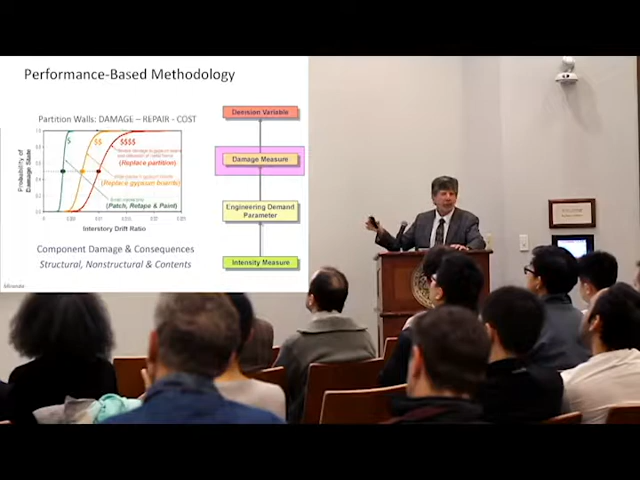 Performance-Based Methodology
Partition Walls: DAMAGE – REPAIR - COST
$
$$
$$$$
(Replace partition)
(Replace gypsum boards)
(Patch, Retape & Paint)
Probability of
Damage State
Interstory Drift Ratio
Component Damage & Consequences
Structural, Nonstructural & Contents
Miranda
Decision Variable
Damage Measure
Engineering Demand
Parameter
Intensity Measure